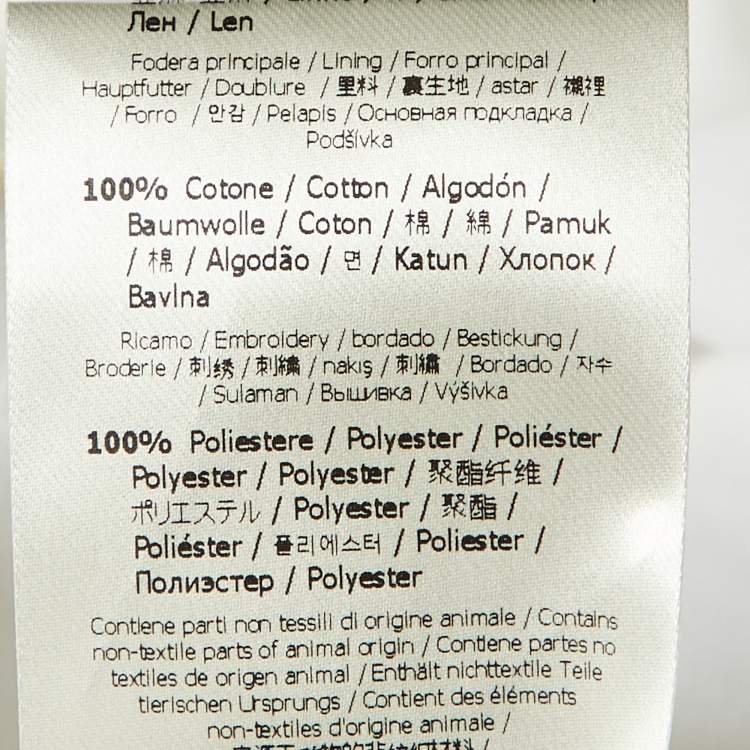 Лен / Len
Fodera principale / Lining / Forro principal /
Hauptfutter / Doublure / 里料 / 裏生地 / astar / 襯裡
/ Forro / 안감 / Pelapis / Основная подкладка /
Podšívka
100% Cotone / Cotton / Algodón /
Baumwolle / Coton / 棉 / 綿 / Pamuk
/ 棉 / Algodão / 면 / Katun / Хлопок /
Bavlna
Ricamo / Embroidery / bordado / Bestickung /
Broderie / 刺绣 / 刺繍 / nakış / 刺繡 / Bordado / 자수
/ Sulaman / Вышивка / Výšivka
100% Poliestere / Polyester / Poliéster /
Polyester / Polyester / 聚酯纤维 /
ポリエステル / Polyester / 聚酯 /
Poliéster / 폴리에스터 / Poliester /
Полиэстер / Polyester
Contiene parti non tessili di origine animale / Contains
non-textile parts of animal origin / Contiene partes no
textiles de origen animal / Enthält nichttextile Teile
tierischen Ursprungs / Contient des éléments
non-textiles d'origine animale /